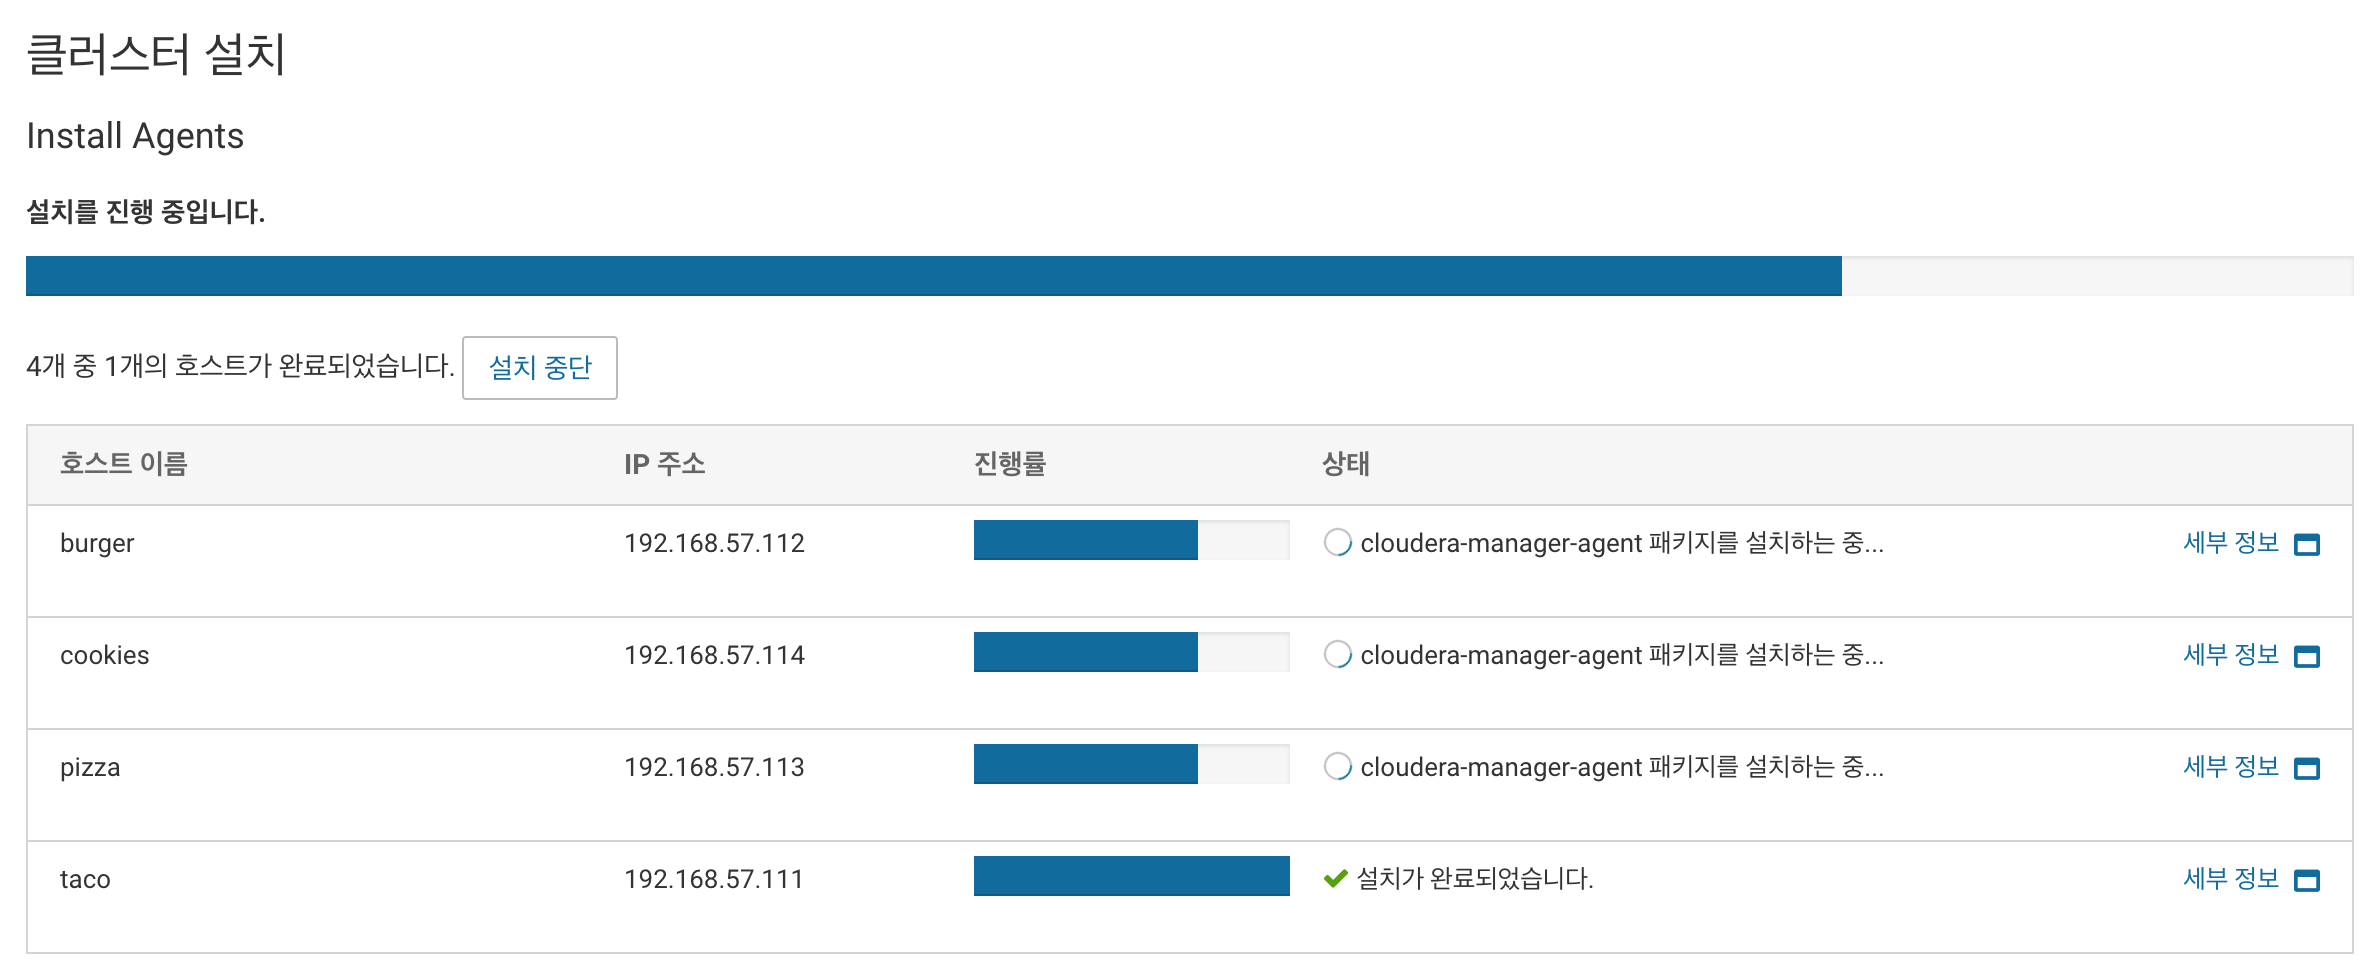 클러스터 설치
Install Agents
설치를 진행 중입니다.
4개 중 1개의 호스트가 완료되었습니다. 설치 중단
호스트 이름 IP 주소 진행률 상태
burger 192.168.57.112 cloudera-manager-agent 패키지를 설치하는 중... 세부 정보
cookies 192.168.57.114 cloudera-manager-agent 패키지를 설치하는 중... 세부 정보
pizza 192.168.57.113 cloudera-manager-agent 패키지를 설치하는 중... 세부 정보
taco 192.168.57.111 설치가 완료되었습니다. 세부 정보